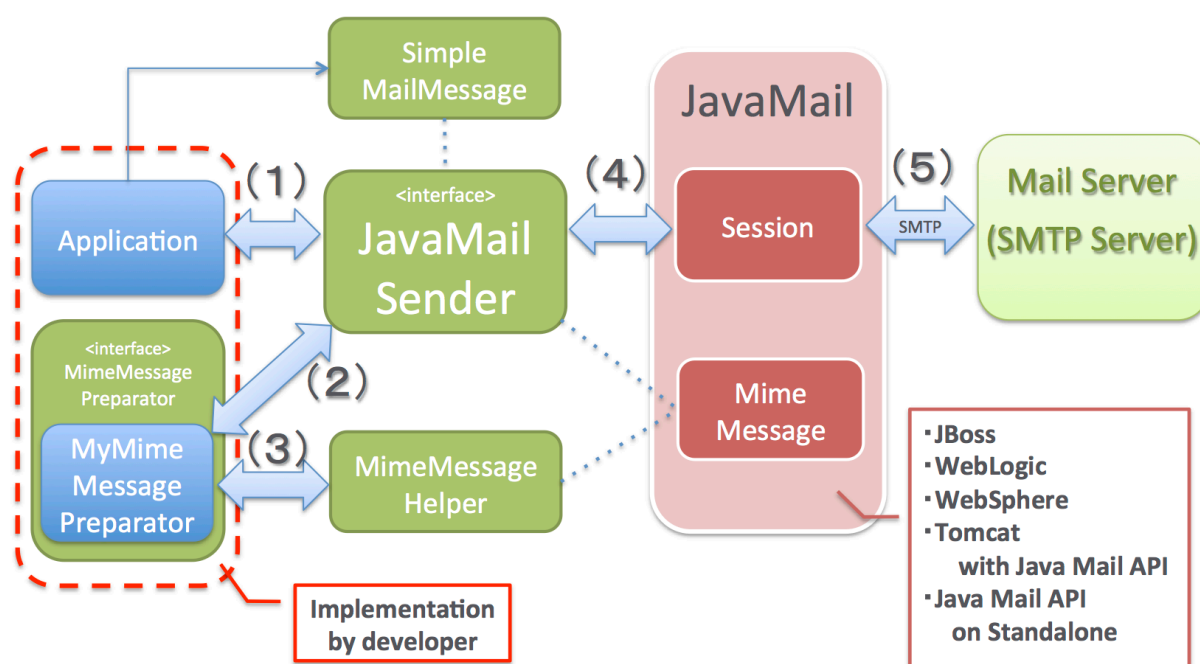 Simple
MailMessage
JavaMail
(1)
(4)
(5)
Application
<interface>
JavaMail
Sender
Session
SMTP
Mail Server
(SMTP Server)
<interface>
MimeMessage
Preparator
(2)
MyMime
Message
Preparator
(3)
MimeMessage
Helper
Mime
Message
・JBoss
・WebLogic
・WebSphere
・Tomcat
with Java Mail API
・Java Mail API
on Standalone
Implementation
by developer